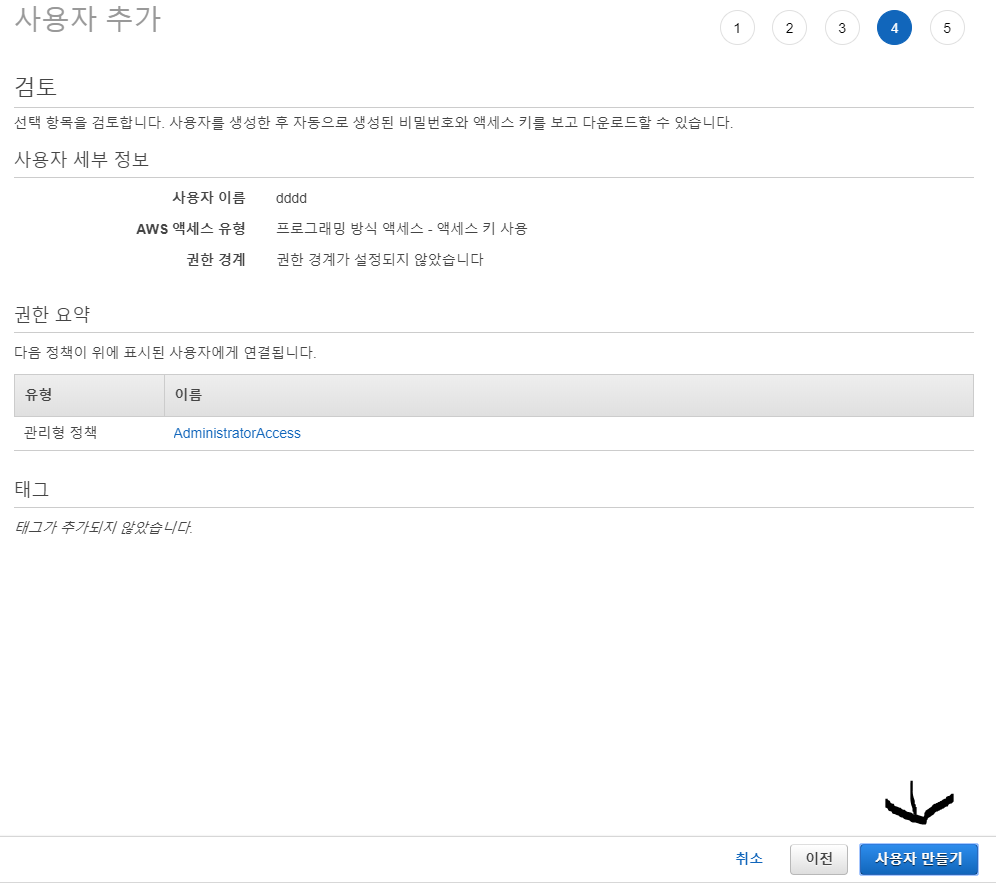 사용자 추가
1 2 3 4 5
검토
선택 항목을 검토합니다. 사용자를 생성한 후 자동으로 생성된 비밀번호와 액세스 키를 보고 다운로드할 수 있습니다.
사용자 세부 정보
사용자 이름 dddd
AWS 액세스 유형 프로그래밍 방식 액세스 - 액세스 키 사용
권한 경계 권한 경계가 설정되지 않았습니다
권한 요약
다음 정책이 위에 표시된 사용자에게 연결됩니다.
유형 이름
관리형 정책 AdministratorAccess
태그
태그가 추가되지 않았습니다.
취소 이전 사용자 만들기